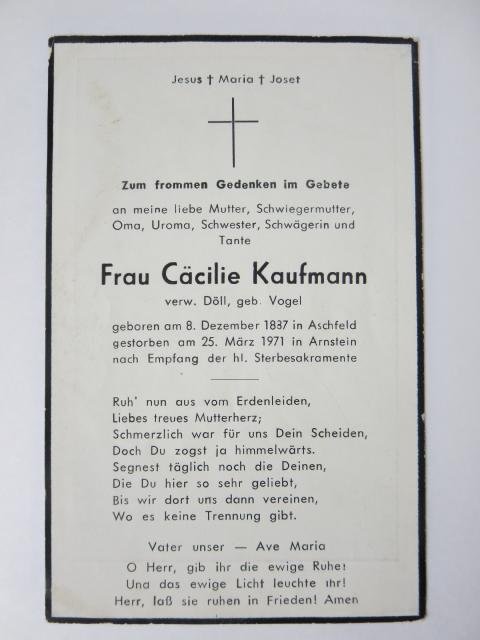 Jesus † Maria † Joset
Zum frommen Gedenken im Gebete
an meine liebe Mutter, Schwiegermutter,
Oma, Uroma, Schwester, Schwägerin und
Tante
Frau Cäcilie Kaufmann
verw. Döll, geb. Vogel
geboren am 8. Dezember 1837 in Aschfeld
gestorben am 25. März 1971 in Arnstein
nach Empfang der hl. Sterbesakramente
Ruh' nun aus vom Erdenleiden,
Liebes treues Mutterherz;
Schmerzlich war für uns Dein Scheiden,
Doch Du zogst ja himmelwärts.
Segnest täglich noch die Deinen,
Die Du hier so sehr geliebt,
Bis wir dort uns dann vereinen,
Wo es keine Trennung gibt.
Vater unser — Ave Maria
O Herr, gib ihr die ewige Ruhe!
Und das ewige Licht leuchte ihr!
Herr, laß sie ruhen in Frieden! Amen